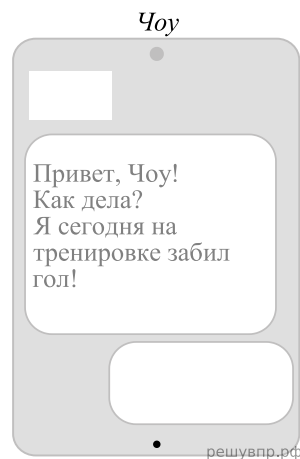 Чоу
Привет, Чоу!
Как дела?
Я сегодня на
тренировке забил
гол!
решувпр.рф